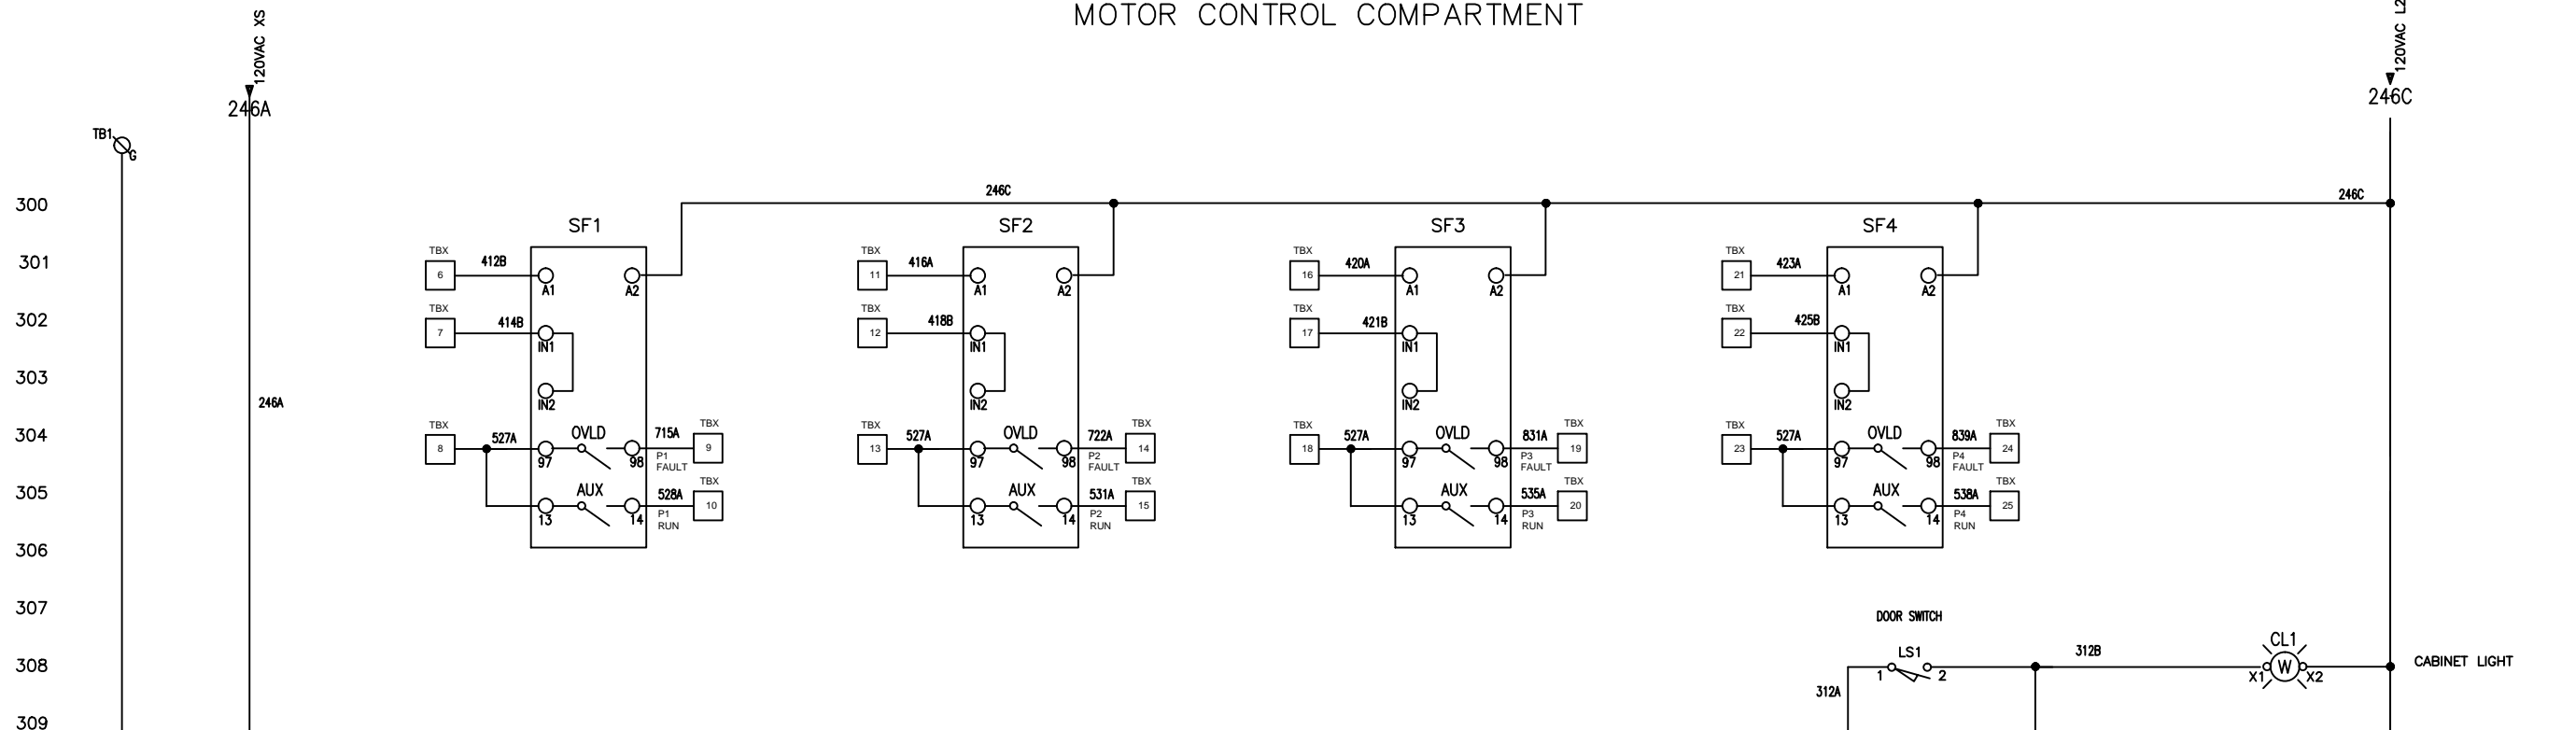 MOTOR CONTROL COMPARTMENT
120VAC XS
120VAC L2
246A
246C
TB1
G
300
246C
246C
SF1
SF2
SF3
SF4
301
TBX
6
412B
A1
A2
TBX
11
416A
A1
A2
TBX
16
420A
A1
A2
TBX
21
423A
A1
A2
302
TBX
7
414B
IN1
TBX
12
418B
IN1
TBX
17
421B
IN1
TBX
22
425B
IN1
303
246A
IN2
IN2
IN2
IN2
304
TBX
8
527A
97
OVLD
98
715A
P1
FAULT
TBX
9
TBX
13
527A
97
OVLD
98
722A
P2
FAULT
TBX
14
TBX
18
527A
97
OVLD
98
831A
P3
FAULT
TBX
19
TBX
23
527A
97
OVLD
98
839A
P4
FAULT
TBX
24
305
13
AUX
14
528A
P1
RUN
TBX
10
13
AUX
14
531A
P2
RUN
TBX
15
13
AUX
14
535A
P3
RUN
TBX
20
13
AUX
14
538A
P4
RUN
TBX
25
306
307
DOOR SWITCH
308
LS1
1
2
312B
CL1
X1
W
X2
CABINET LIGHT
312A
309